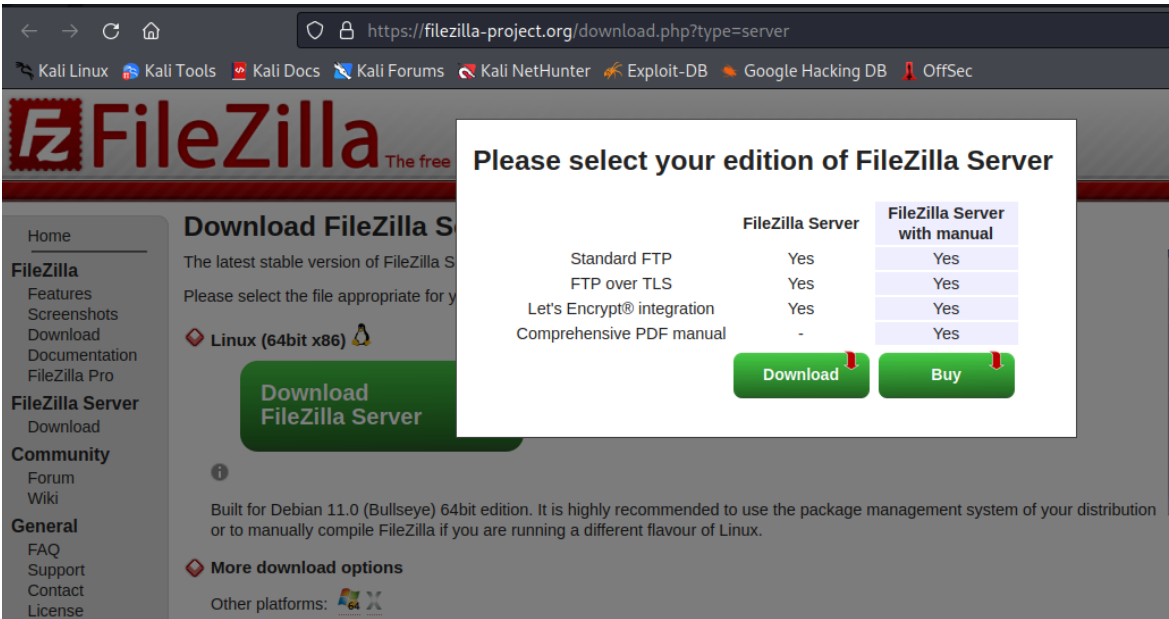 https://filezilla-project.org/download.php?type=server
Kali Linux Kali Tools Kali Docs Kali Forums Kali NetHunter Exploit-DB Google Hacking DB OffSec
Fz FileZilla The free
Home
FileZilla
Features
Screenshots
Download
Documentation
FileZilla Pro
FileZilla Server
Download
Community
Forum
Wiki
General
FAQ
Support
Contact
License
Download FileZilla S
The latest stable version of FileZilla S
Please select the file appropriate for y
Linux (64bit x86)
Download
FileZilla Server
Built for Debian 11.0 (Bullseye) 64bit edition. It is highly recommended to use the package management system of your distribution
or to manually compile FileZilla if you are running a different flavour of Linux.
More download options
Other platforms: 64
Please select your edition of FileZilla Server
FileZilla Server FileZilla Server
with manual
Standard FTP Yes Yes
FTP over TLS Yes Yes
Let's Encrypt® integration Yes Yes
Comprehensive PDF manual - Yes
Download Buy